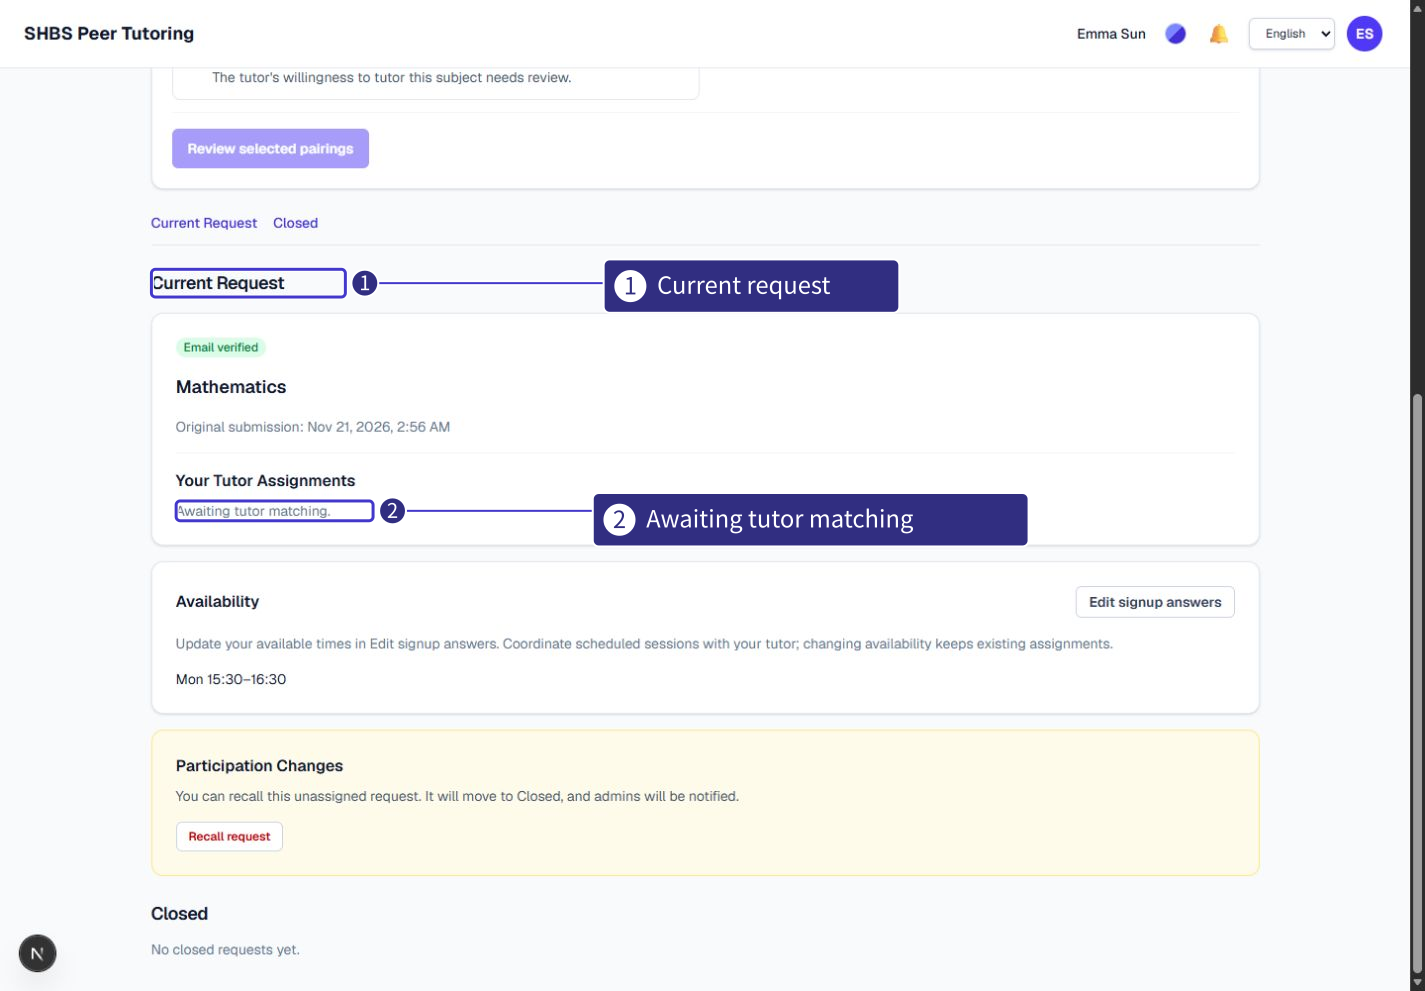 SHBS Peer Tutoring
Emma Sun
English
ES
The tutor's willingness to tutor this subject needs review.
Review selected pairings
Current Request
Closed
Current Request
1
1 Current request
Email verified
Mathematics
Original submission: Nov 21, 2026, 2:56 AM
Your Tutor Assignments
Awaiting tutor matching.
2
2 Awaiting tutor matching
Availability
Edit signup answers
Update your available times in Edit signup answers. Coordinate scheduled sessions with your tutor; changing availability keeps existing assignments.
Mon 15:30–16:30
Participation Changes
You can recall this unassigned request. It will move to Closed, and admins will be notified.
Recall request
Closed
No closed requests yet.
N